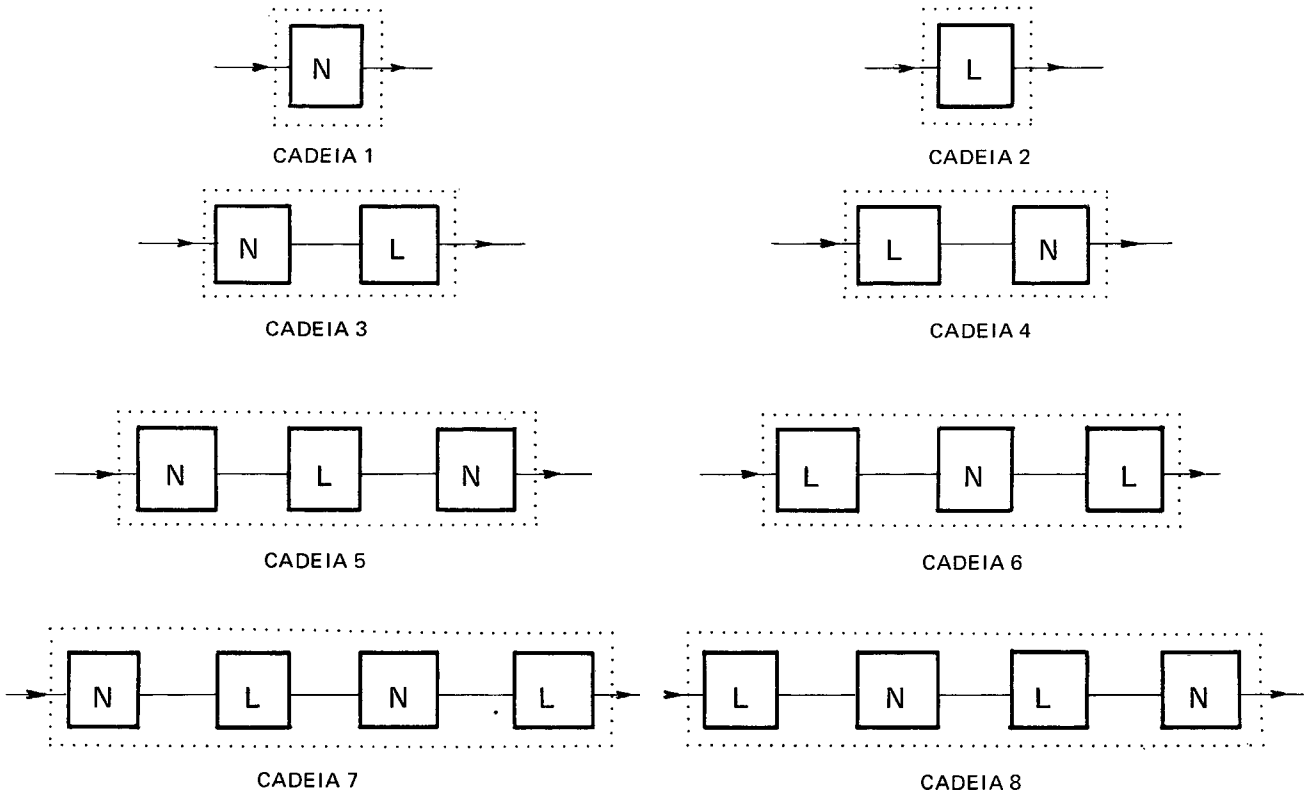 N
L
CADEIA 1
CADEIA 2
N L
L N
CADEIA 3
CADEIA 4
N L N
L N L
CADEIA 5
CADEIA 6
N L N L
L N L N
CADEIA 7
CADEIA 8